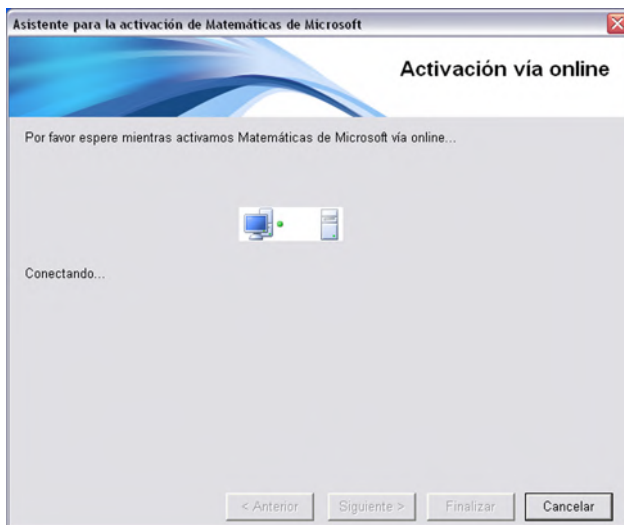 Asistente para la activación de Matemáticas de Microsoft
Activación vía online
Por favor espere mientras activamos Matemáticas de Microsoft vía online...
Conectando...
< Anterior
Siguiente >
Finalizar
Cancelar